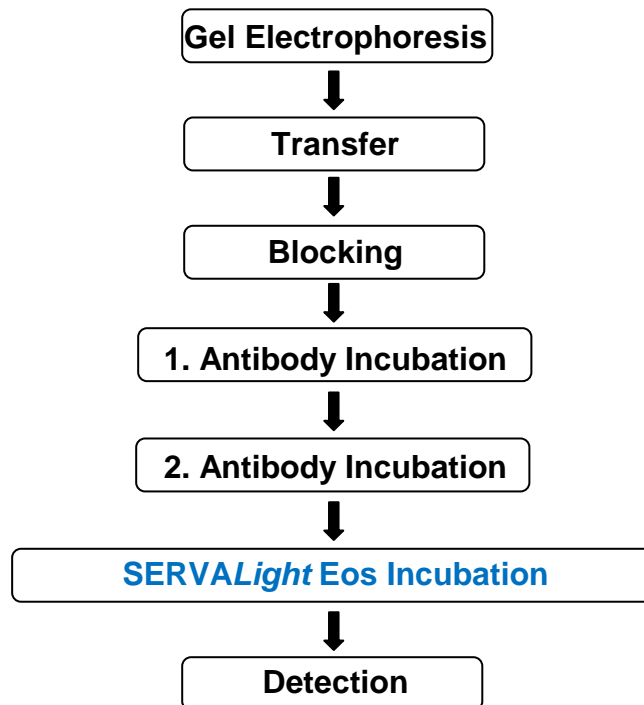 Gel Electrophoresis
Transfer
Blocking
1. Antibody Incubation
2. Antibody Incubation
SERVALight Eos Incubation
Detection